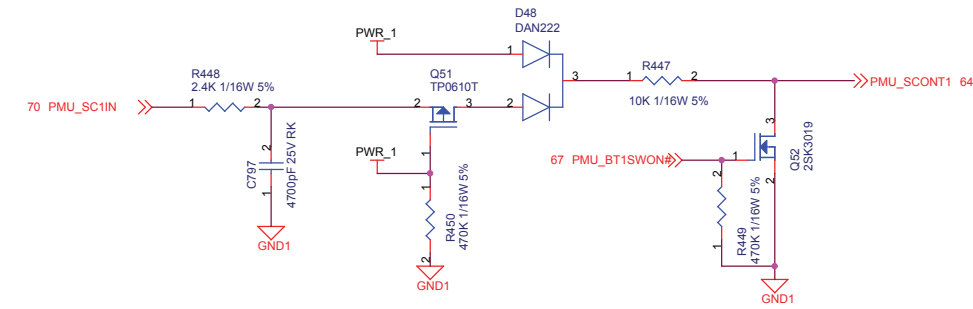 D48
DAN222
PWR_1
1
3
2
R448
2.4K 1/16W 5%
Q51
TP0610T
R447
1
2
10K 1/16W 5%
PMU_SCONT1 64
70 PMU_SC1IN
1
2
2
3
1
C797
4700pF 25V RK
2
1
GND1
PWR_1
R450
470K 1/16W 5%
1
2
GND1
67 PMU_BT1SWON#
1
3
2
Q52
2SK3019
R449
470K 1/16W 5%
2
1
GND1